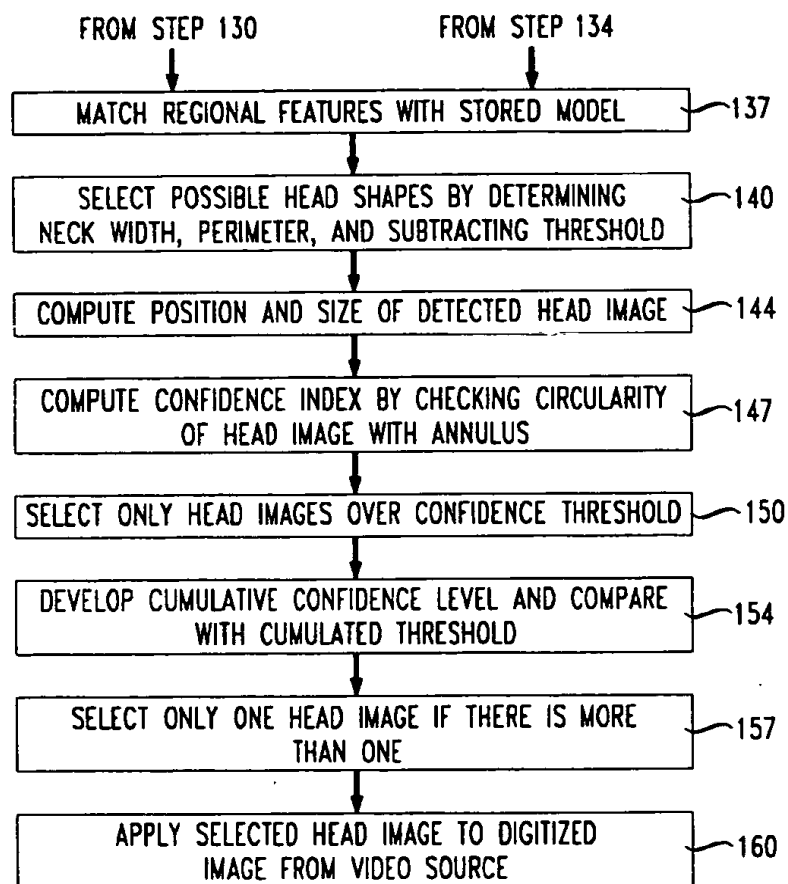 FROM STEP 130
FROM STEP 134
MATCH REGIONAL FEATURES WITH STORED MODEL
137
SELECT POSSIBLE HEAD SHAPES BY DETERMINING
NECK WIDTH, PERIMETER, AND SUBTRACTING THRESHOLD
140
COMPUTE POSITION AND SIZE OF DETECTED HEAD IMAGE
144
COMPUTE CONFIDENCE INDEX BY CHECKING CIRCULARITY
OF HEAD IMAGE WITH ANNULUS
147
SELECT ONLY HEAD IMAGES OVER CONFIDENCE THRESHOLD
150
DEVELOP CUMULATIVE CONFIDENCE LEVEL AND COMPARE
WITH CUMULATED THRESHOLD
154
SELECT ONLY ONE HEAD IMAGE IF THERE IS MORE
THAN ONE
157
APPLY SELECTED HEAD IMAGE TO DIGITIZED
IMAGE FROM VIDEO SOURCE
160